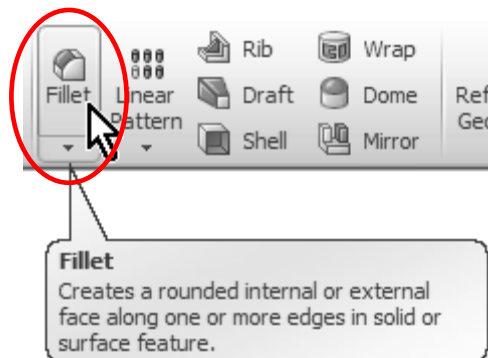 Fillet
Linear
Pattern
Rib
Draft
Shell
Wrap
Dome
Mirror
Ref
Geo
Fillet
Creates a rounded internal or external
face along one or more edges in solid or
surface feature.